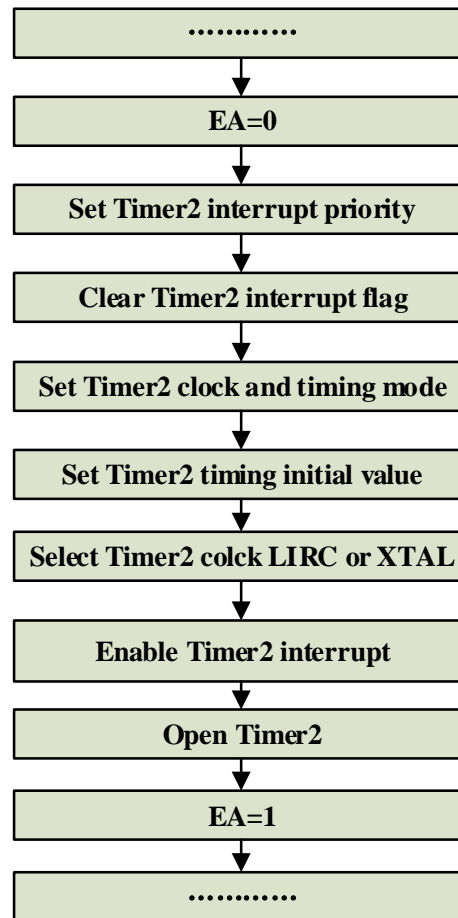 ............
EA=0
Set Timer2 interrupt priority
Clear Timer2 interrupt flag
Set Timer2 clock and timing mode
Set Timer2 timing initial value
Select Timer2 colck LIRC or XTAL
Enable Timer2 interrupt
Open Timer2
EA=1
............